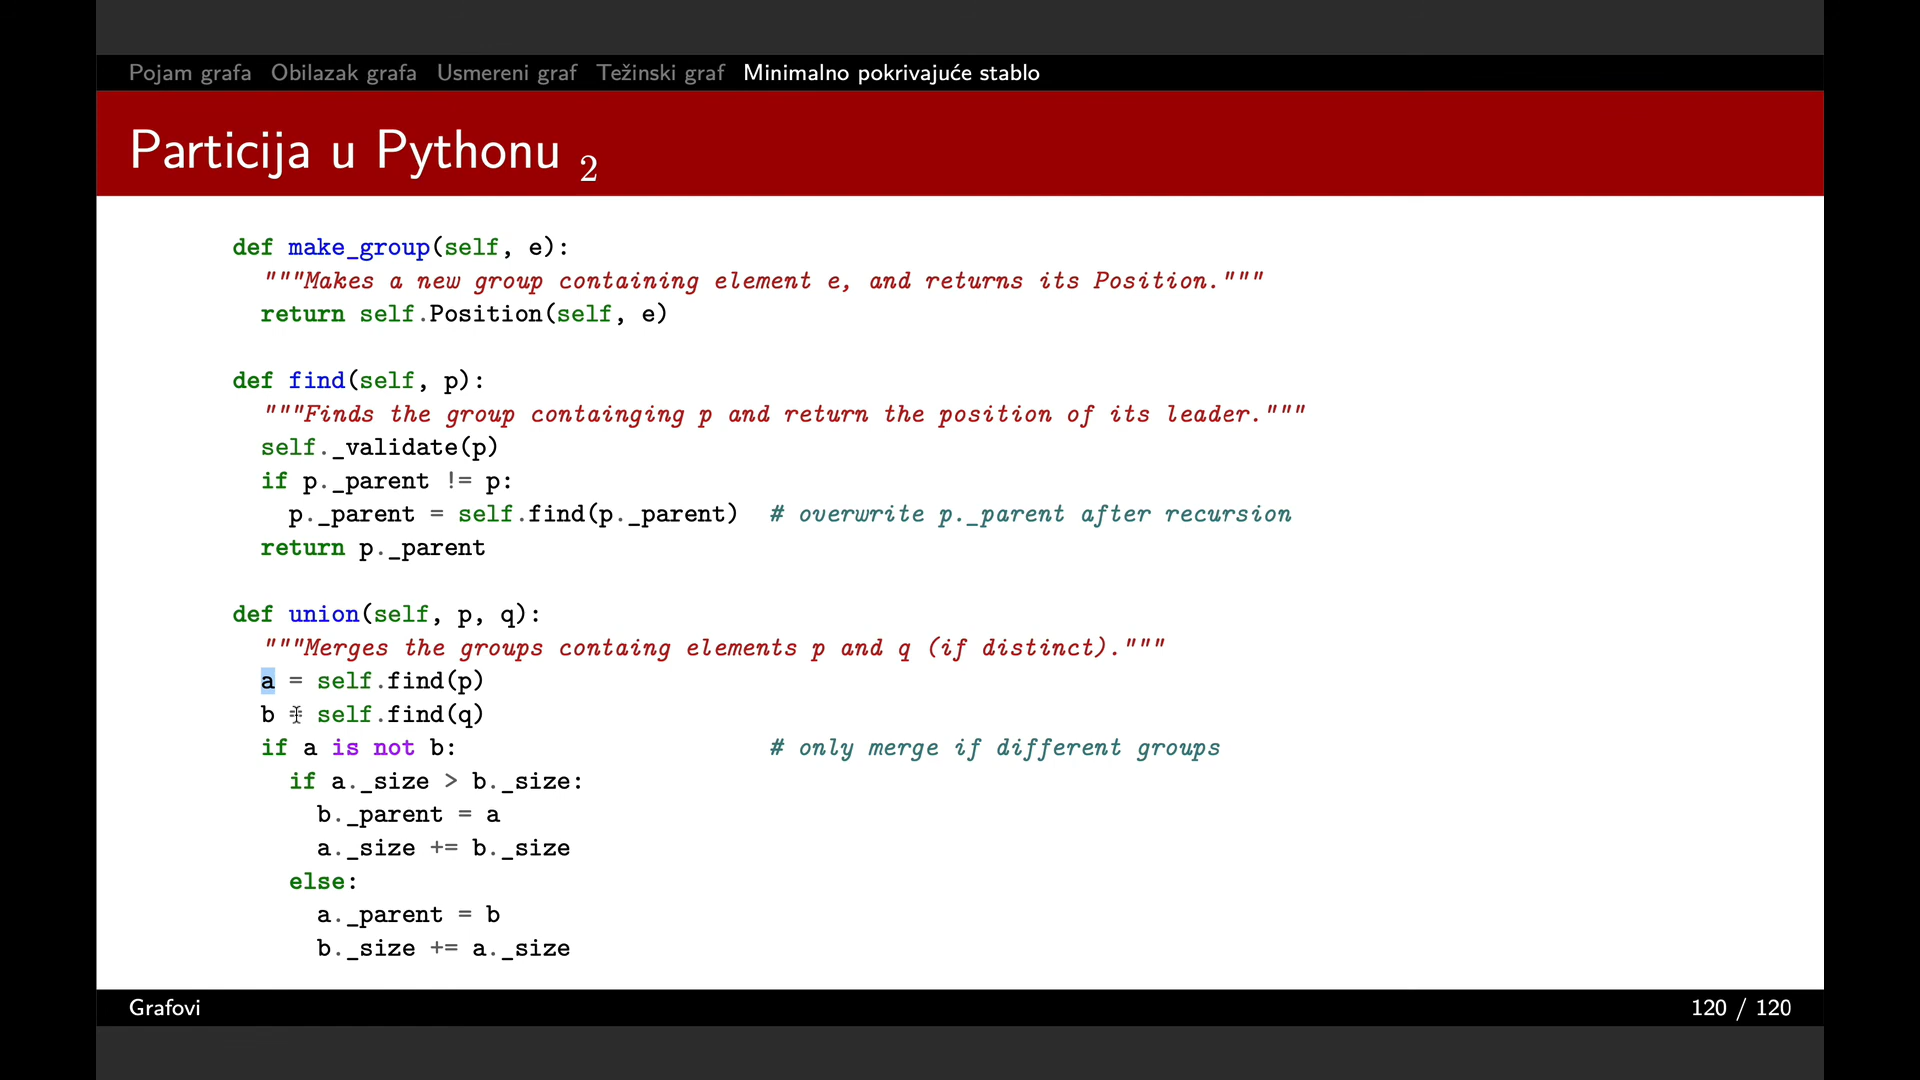 Pojam grafa Obilazak grafa Usmereni graf Težinski graf Minimalno pokrivajuće stablo
Particija u Pythonu 2
def make_group(self, e):
"""Makes a new group containing element e, and returns its Position."""
return self.Position(self, e)
def find(self, p):
"""Finds the group containging p and return the position of its leader."""
self._validate(p)
if p._parent != p:
p._parent = self.find(p._parent) # overwrite p._parent after recursion
return p._parent
def union(self, p, q):
"""Merges the groups containg elements p and q (if distinct)."""
a = self.find(p)
b = self.find(q)
if a is not b: # only merge if different groups
if a._size > b._size:
b._parent = a
a._size += b._size
else:
a._parent = b
b._size += a._size
Grafovi 120 / 120